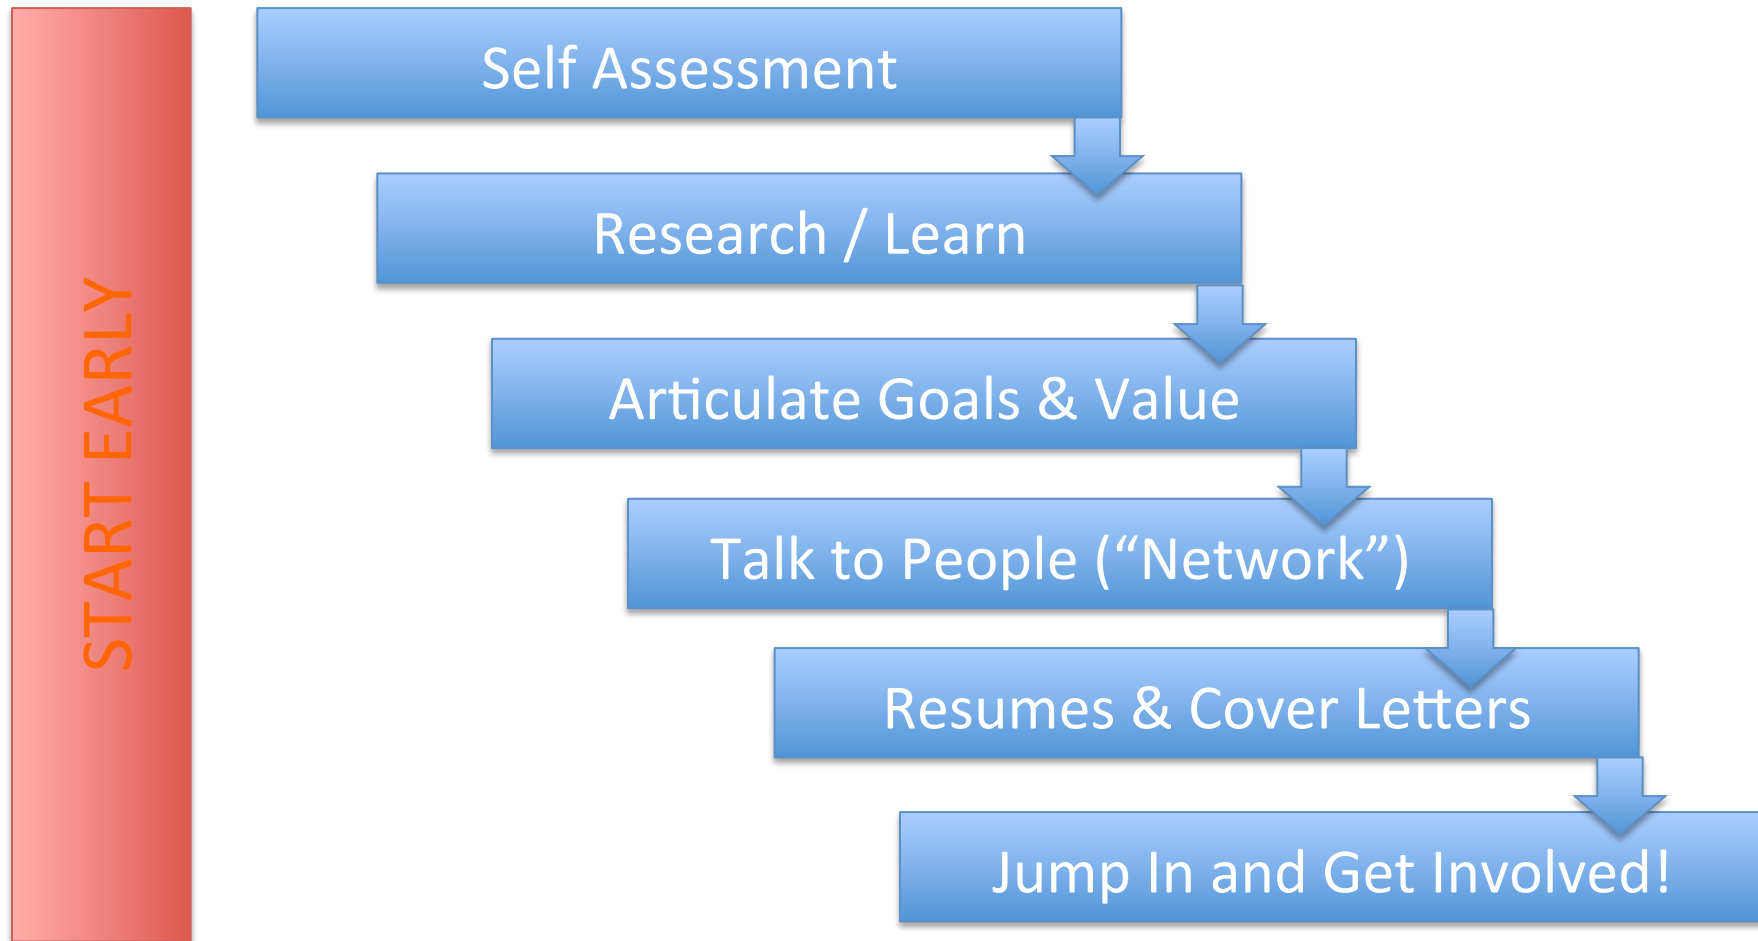 START EARLY
Self Assessment
Research / Learn
Articulate Goals & Value
Talk to People (“Network”)
Resumes & Cover Letters
Jump In and Get Involved!